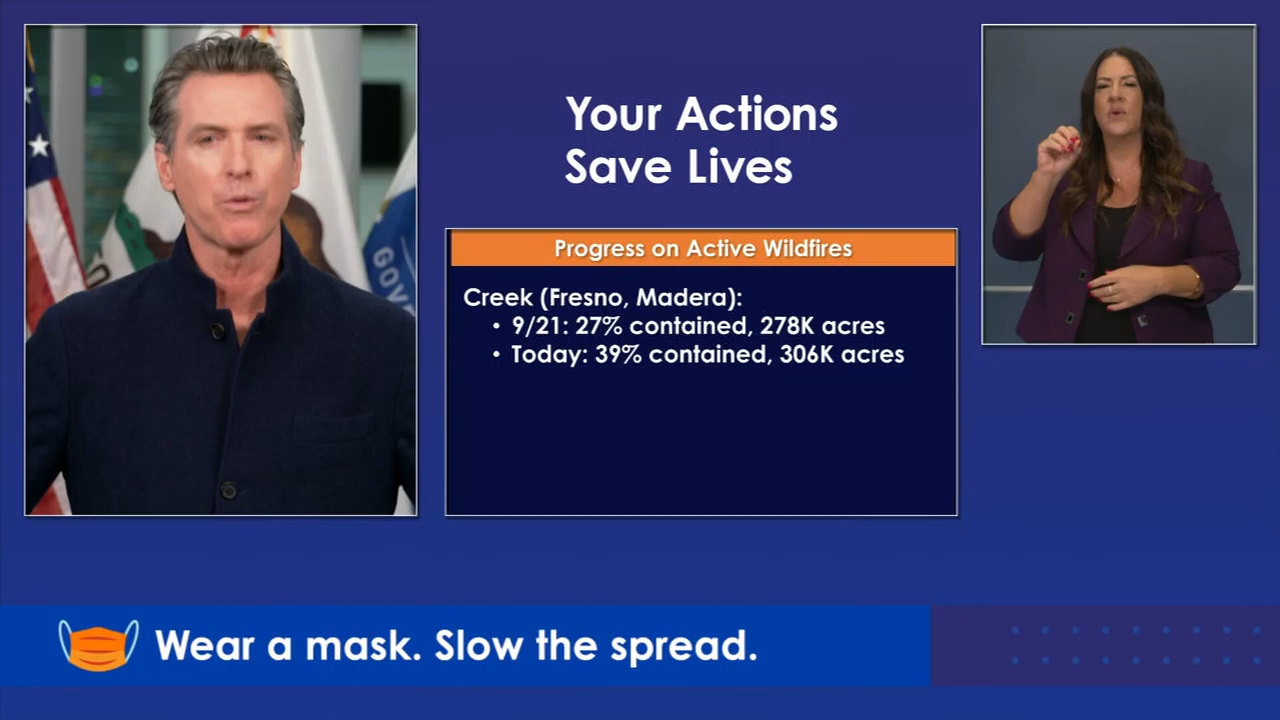 Your Actions
Save Lives
Progress on Active Wildfires
Creek (Fresno, Madera):
• 9/21: 27% contained, 278K acres
• Today: 39% contained, 306K acres
GOV
Wear a mask. Slow the spread.